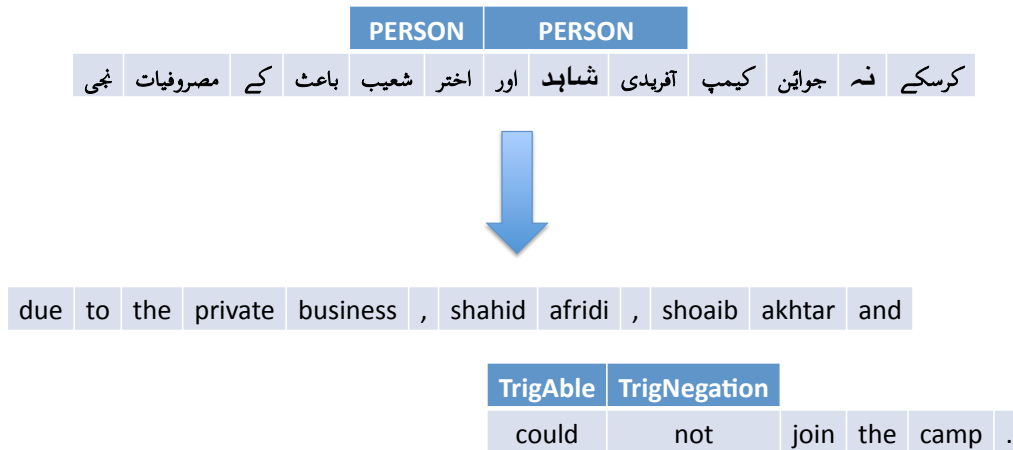 PERSON PERSON
نجی مصروفیات کے باعث شعیب اختر اور شاہد آفریدی کیمپ جوائن نہ کرسکے
due to the private business , shahid afridi , shoaib akhtar and
TrigAble TrigNegation
could not join the camp .